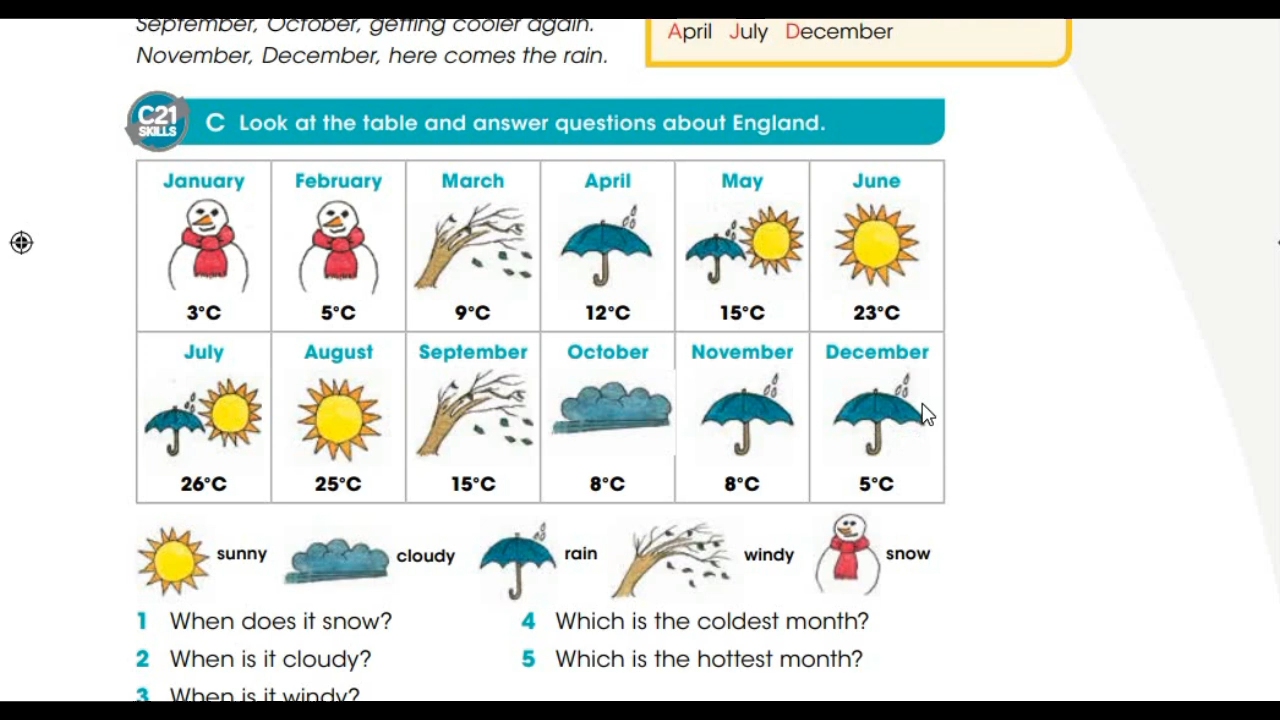 September, October, getting cooler again.
November, December, here comes the rain.
April July December
C21
SKILLS
C Look at the table and answer questions about England.
January February March April May June
3°C 5°C 9°C 12°C 15°C 23°C
July August September October November December
26°C 25°C 15°C 8°C 8°C 5°C
sunny cloudy rain windy snow
1 When does it snow?
2 When is it cloudy?
3 When is it windy?
4 Which is the coldest month?
5 Which is the hottest month?